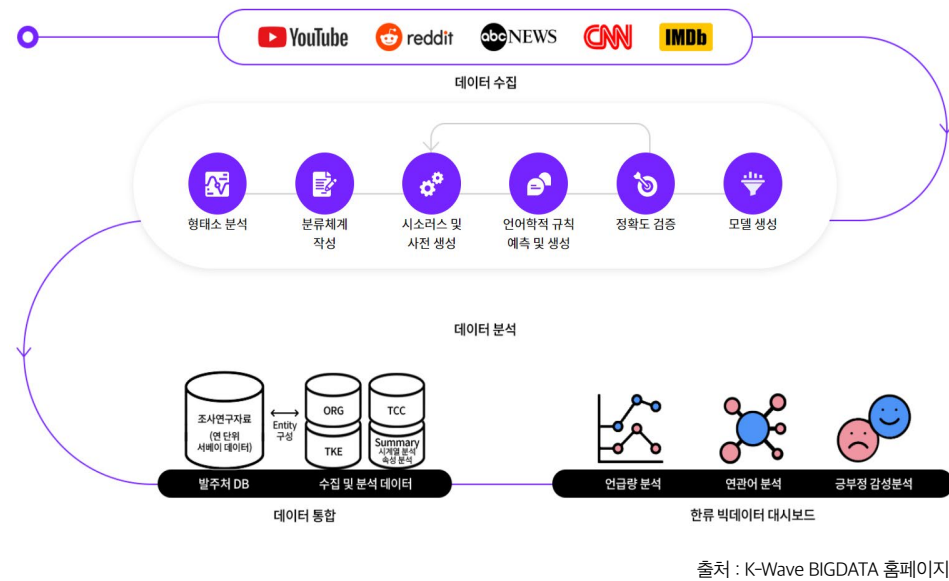 YouTube
reddit
abc NEWS
CNN
IMDb
데이터 수집
형태소 분석
분류체계
작성
시소러스 및
사전 생성
언어학적 규칙
예측 및 생성
정확도 검증
모델 생성
데이터 분석
조사연구자료
(연 단위
서베이 데이터)
Entity
구성
ORG
TCC
TKE
Summary
시계열 분석
속성 분석
발주처 DB
수집 및 분석 데이터
데이터 통합
언급량 분석
연관어 분석
긍부정 감성분석
한류 빅데이터 대시보드
출처 : K-Wave BIGDATA 홈페이지